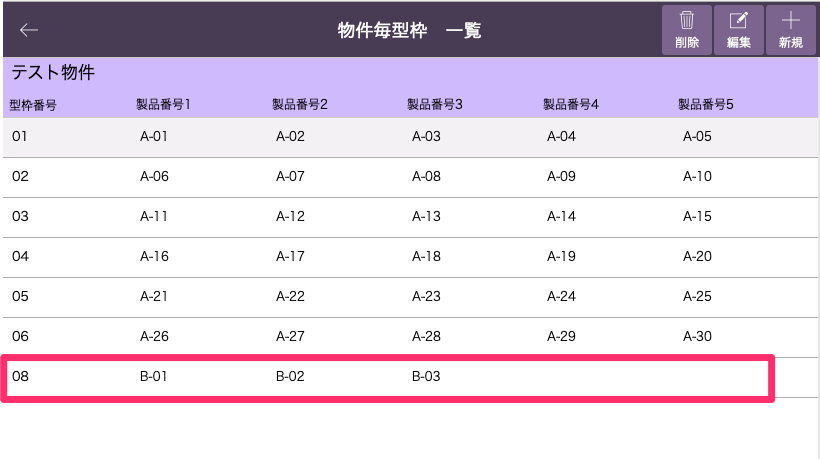 物件毎型枠　一覧
削除 編集 新規
テスト物件
型枠番号 製品番号1 製品番号2 製品番号3 製品番号4 製品番号5
01 A-01 A-02 A-03 A-04 A-05
02 A-06 A-07 A-08 A-09 A-10
03 A-11 A-12 A-13 A-14 A-15
04 A-16 A-17 A-18 A-19 A-20
05 A-21 A-22 A-23 A-24 A-25
06 A-26 A-27 A-28 A-29 A-30
08 B-01 B-02 B-03